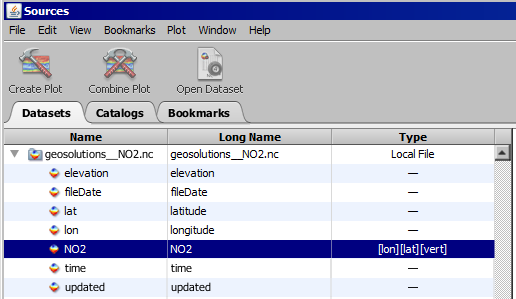 Sources
File Edit View Bookmarks Plot Window Help
Create Plot Combine Plot Open Dataset
Datasets Catalogs Bookmarks
Name Long Name Type
geosolutions__NO2.nc geosolutions__NO2.nc Local File
elevation elevation —
fileDate fileDate —
lat latitude —
lon longitude —
NO2 NO2 [lon][lat][vert]
time time —
updated updated —